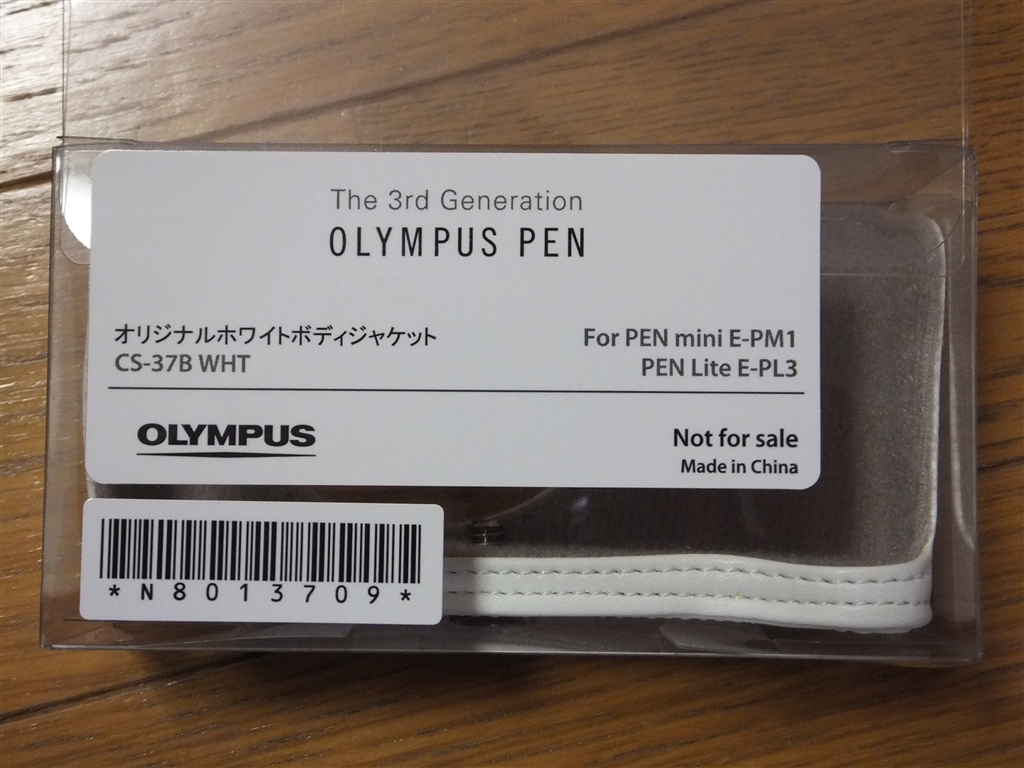 The 3rd Generation
OLYMPUS PEN
オリジナルホワイトボディジャケット
CS-37B WHT
For PEN mini E-PM1
PEN Lite E-PL3
OLYMPUS
Not for sale
Made in China
*N8013709*